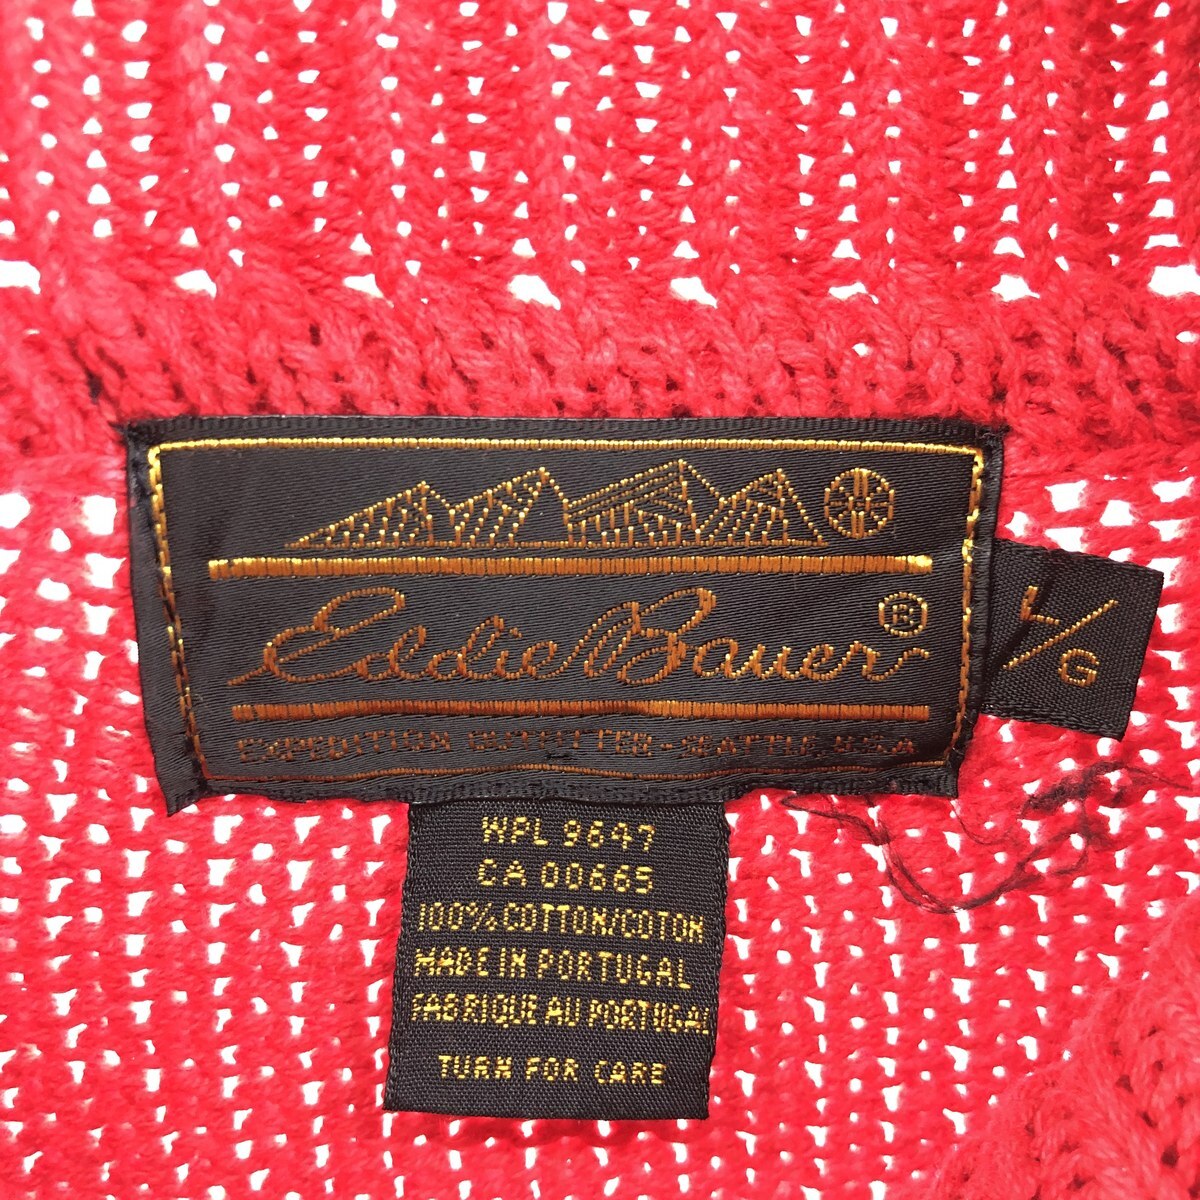 Eddie Bauer®
EXPEDITION OUTFITTER-SEATTLE, USA
L/G
WPL 9647
CA 00665
100% COTTON/COTON
MADE IN PORTUGAL
FABRIQUE AU PORTUGAL
TURN FOR CARE